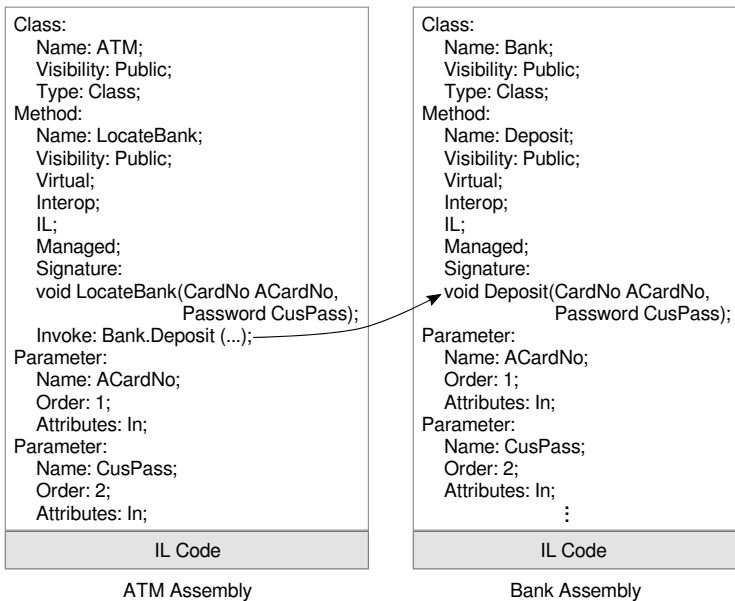 Class:
Name: ATM;
Visibility: Public;
Type: Class;
Method:
Name: LocateBank;
Visibility: Public;
Virtual;
Interop;
IL;
Managed;
Signature:
void LocateBank(CardNo ACardNo,
Password CusPass);
Invoke: Bank.Deposit (...);
Parameter:
Name: ACardNo;
Order: 1;
Attributes: In;
Parameter:
Name: CusPass;
Order: 2;
Attributes: In;
IL Code
ATM Assembly
Class:
Name: Bank;
Visibility: Public;
Type: Class;
Method:
Name: Deposit;
Visibility: Public;
Virtual;
Interop;
IL;
Managed;
Signature:
void Deposit(CardNo ACardNo,
Password CusPass);
Parameter:
Name: ACardNo;
Order: 1;
Attributes: In;
Parameter:
Name: CusPass;
Order: 2;
Attributes: In;
⋮
IL Code
Bank Assembly